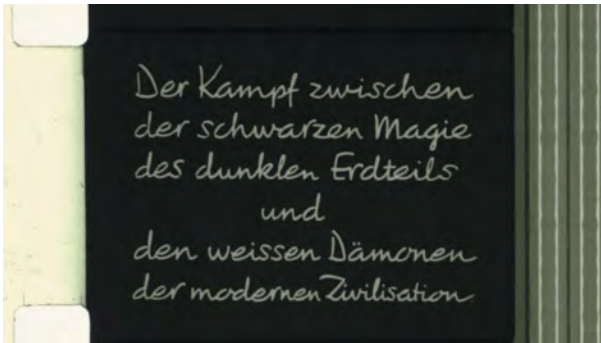 Der Kampf zwischen
der schwarzen Magie
des dunklen Erdteils
und
den weissen Dämonen
der modernen Zivilisation.